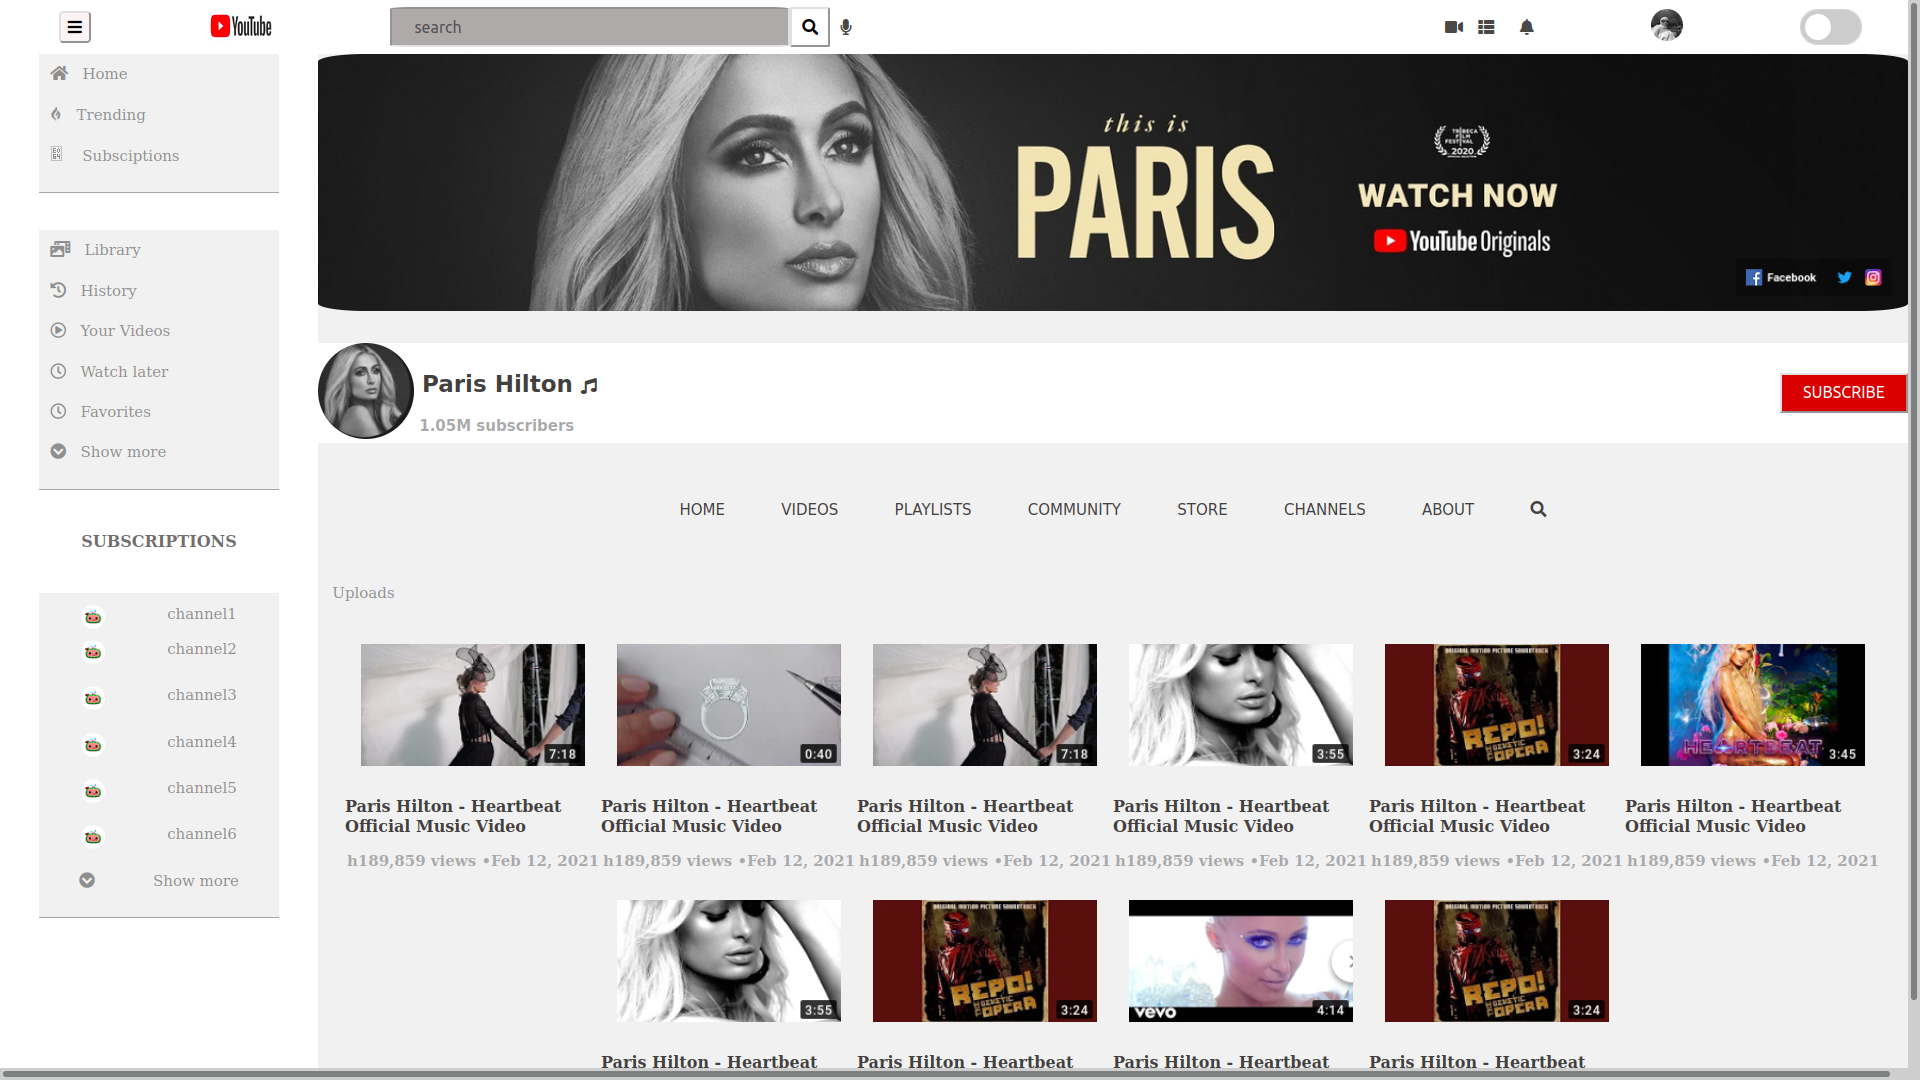 YouTube
search
Home
Trending
Subsciptions
Library
History
Your Videos
Watch later
Favorites
Show more
SUBSCRIPTIONS
channel1
channel2
channel3
channel4
channel5
channel6
Show more
this is
PARIS
TRIBECA
FILM
FESTIVAL
2020
WATCH NOW
YouTube Originals
Facebook
Paris Hilton
1.05M subscribers
SUBSCRIBE
HOME VIDEOS PLAYLISTS COMMUNITY STORE CHANNELS ABOUT
Uploads
7:18
Paris Hilton - Heartbeat
Official Music Video
h189,859 views •Feb 12, 2021
0:40
Paris Hilton - Heartbeat
Official Music Video
h189,859 views •Feb 12, 2021
7:18
Paris Hilton - Heartbeat
Official Music Video
h189,859 views •Feb 12, 2021
3:55
Paris Hilton - Heartbeat
Official Music Video
h189,859 views •Feb 12, 2021
ORIGINAL MOTION PICTURE SOUNDTRACK
REPO!
THE GENETIC
OPERA
3:24
Paris Hilton - Heartbeat
Official Music Video
h189,859 views •Feb 12, 2021
HEARTBEAT
3:45
Paris Hilton - Heartbeat
Official Music Video
h189,859 views •Feb 12, 2021
3:55
Paris Hilton - Heartbeat
ORIGINAL MOTION PICTURE SOUNDTRACK
REPO!
THE GENETIC
OPERA
3:24
Paris Hilton - Heartbeat
vevo
4:14
Paris Hilton - Heartbeat
ORIGINAL MOTION PICTURE SOUNDTRACK
REPO!
THE GENETIC
OPERA
3:24
Paris Hilton - Heartbeat